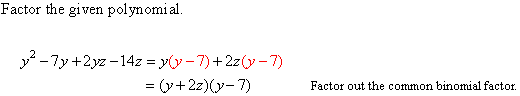 Factor the given polynomial.
y² – 7y + 2yz – 14z = y(y – 7) + 2z(y – 7)
= (y + 2z)(y – 7) Factor out the common binomial factor.